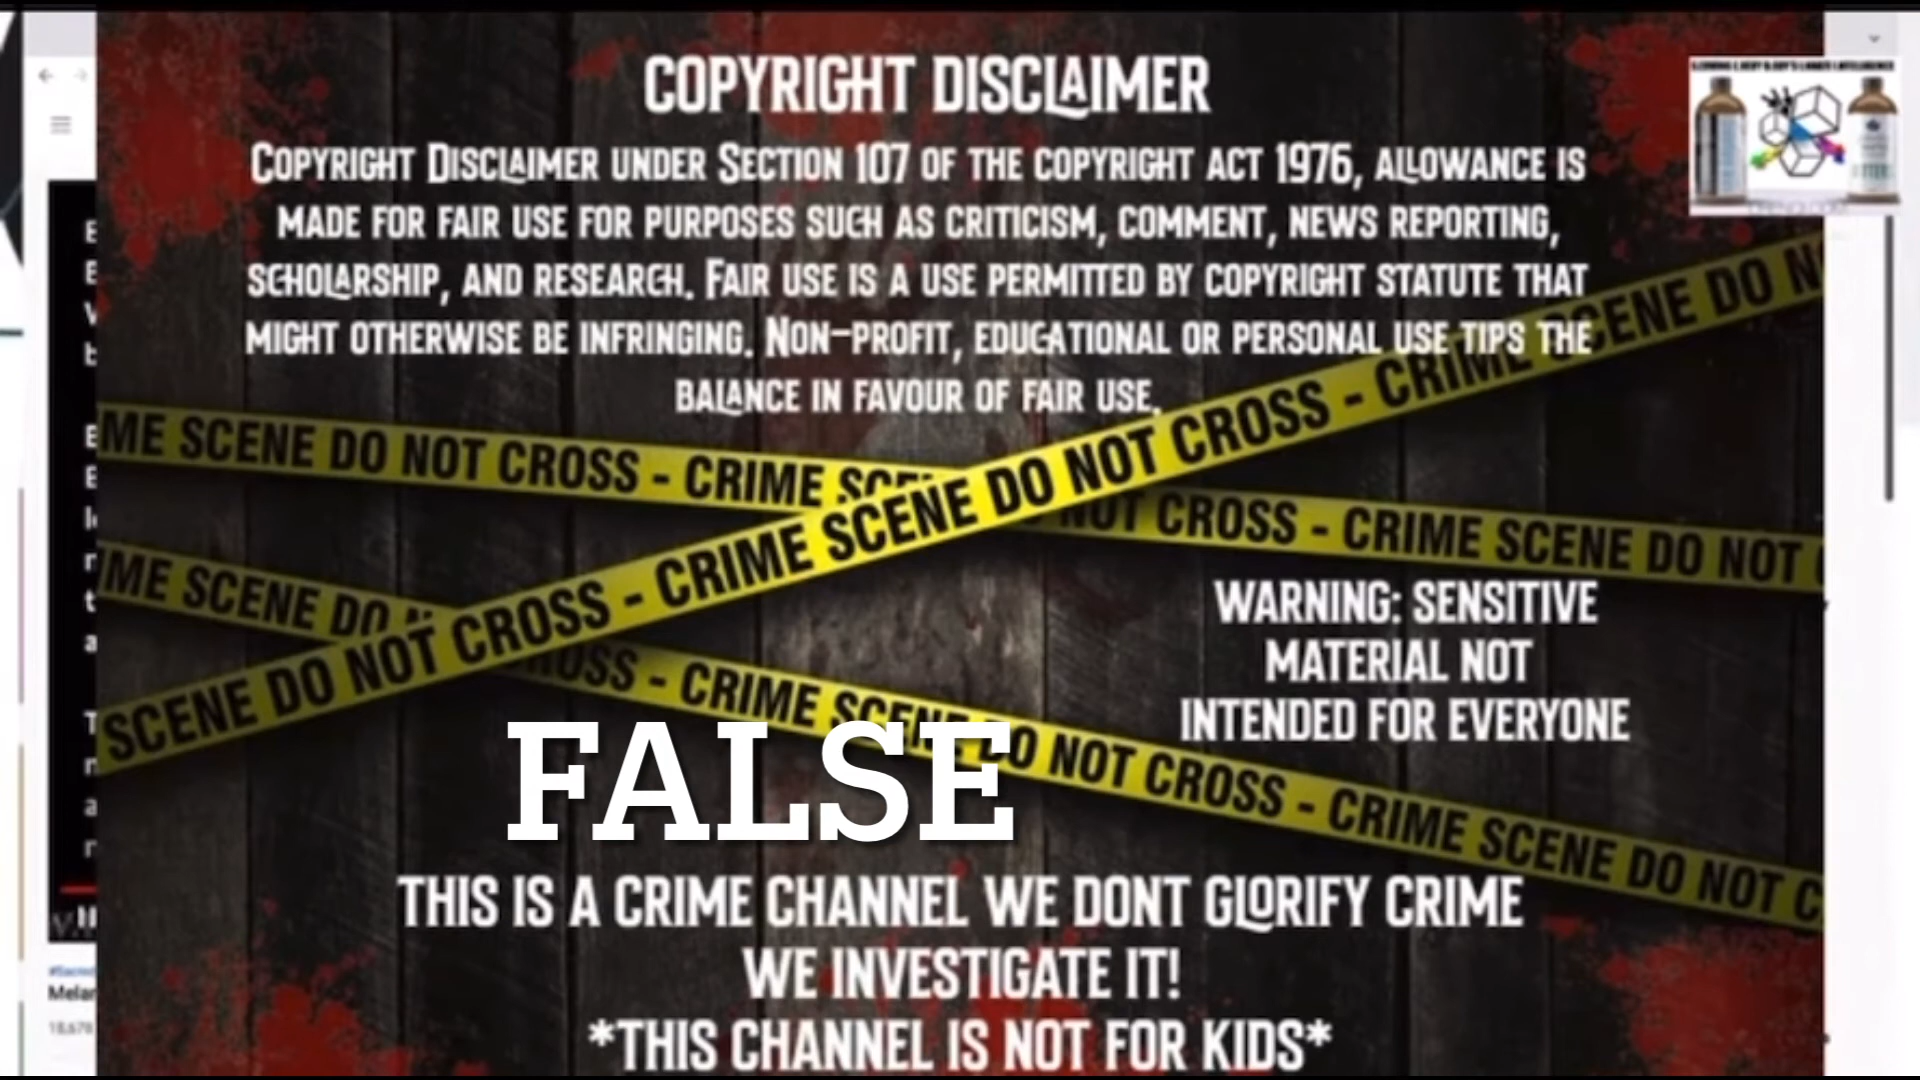 COPYRIGHT DISCLAIMER
COPYRIGHT DISCLAIMER UNDER SECTION 107 OF THE COPYRIGHT ACT 1976, ALLOWANCE IS
MADE FOR FAIR USE FOR PURPOSES SUCH AS CRITICISM, COMMENT, NEWS REPORTING,
SCHOLARSHIP, AND RESEARCH. FAIR USE IS A USE PERMITTED BY COPYRIGHT STATUTE THAT
MIGHT OTHERWISE BE INFRINGING. NON-PROFIT, EDUCATIONAL OR PERSONAL USE TIPS THE
BALANCE IN FAVOUR OF FAIR USE.
SCENE DO NOT CROSS - CRIME SCENE DO NOT CROSS - CRIME SCENE DO
SCENE DO NOT CROSS - CRIME NOT CROSS - CRIME SCENE DO NOT
SCENE DO - CRIME SCENE DO NOT CROSS - CRIME SCENE DO NOT
WARNING: SENSITIVE
MATERIAL NOT
INTENDED FOR EVERYONE
FALSE
THIS IS A CRIME CHANNEL WE DONT GLORIFY CRIME
WE INVESTIGATE IT!
*THIS CHANNEL IS NOT FOR KIDS*